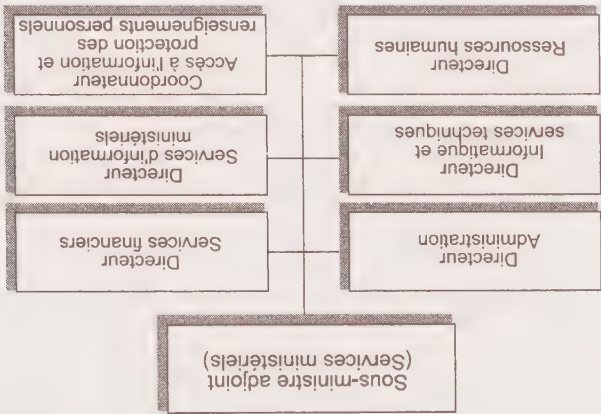 Sous-ministre adjoint
(Services ministériels)
Directeur
Services financiers
Directeur
Administration
Directeur
Services d'information
ministériels
Directeur
Informatique et
services techniques
Coordonnateur
Accès à l'information et
protection des
renseignements personnels
Directeur
Ressources humaines